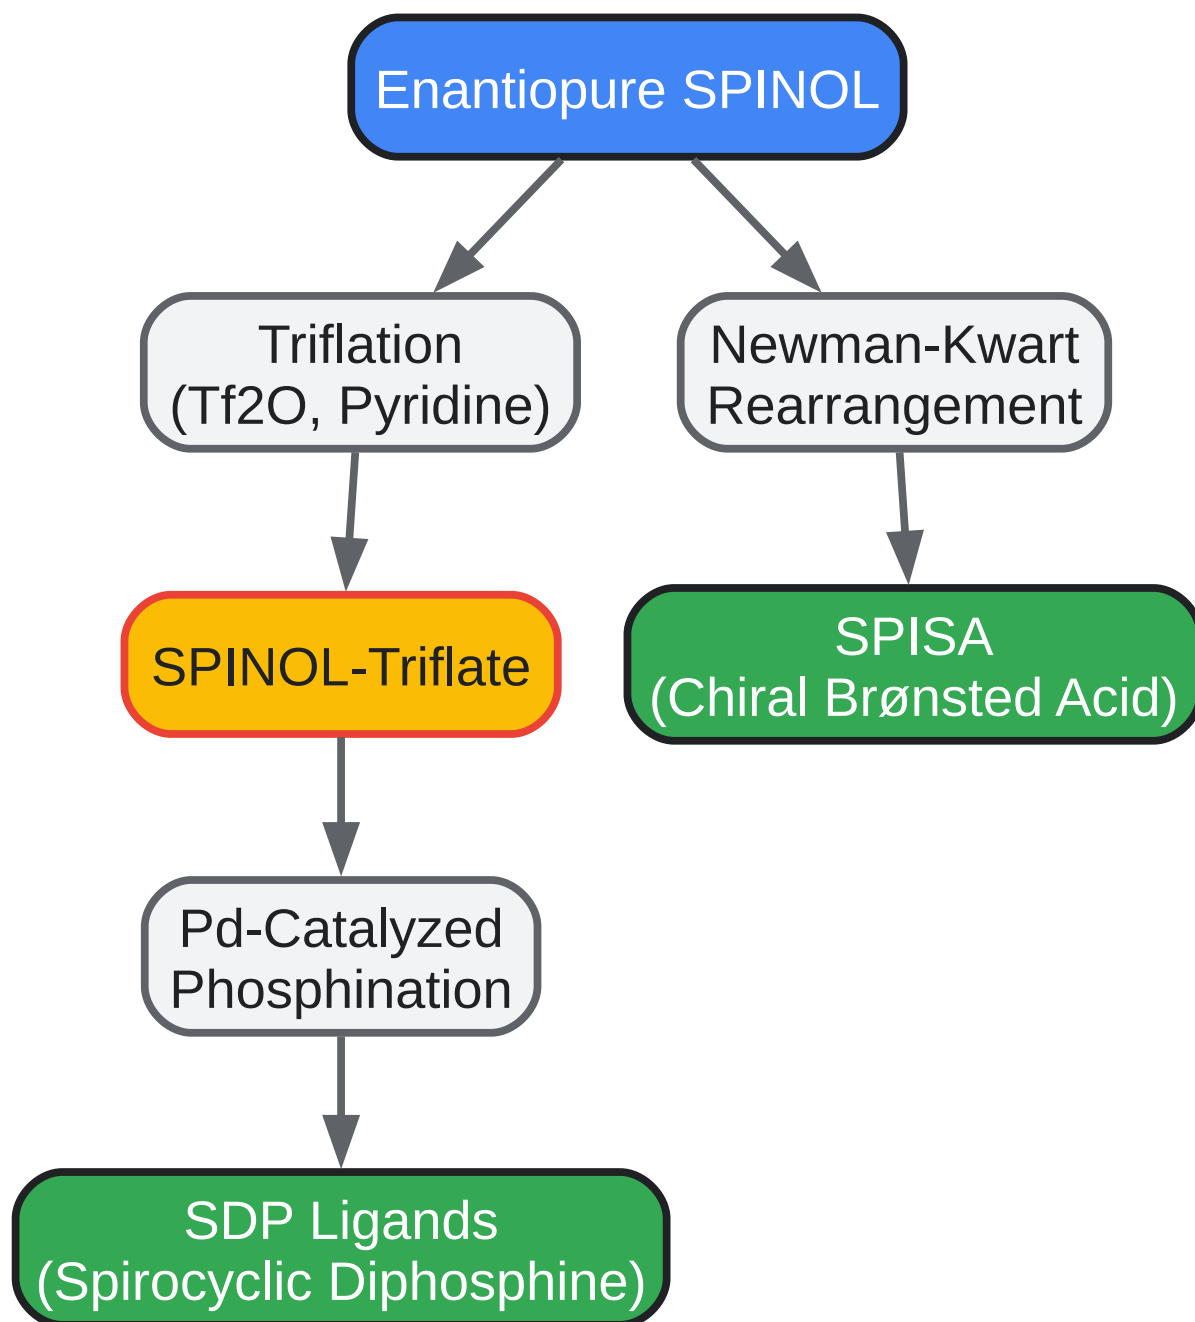 Enantiopure SPINOL
Triflation
(Tf2O, Pyridine)
Newman-Kwart
Rearrangement
SPINOL-Triflate
SPISA
(Chiral Brønsted Acid)
Pd-Catalyzed
Phosphination
SDP Ligands
(Spirocyclic Diphosphine)